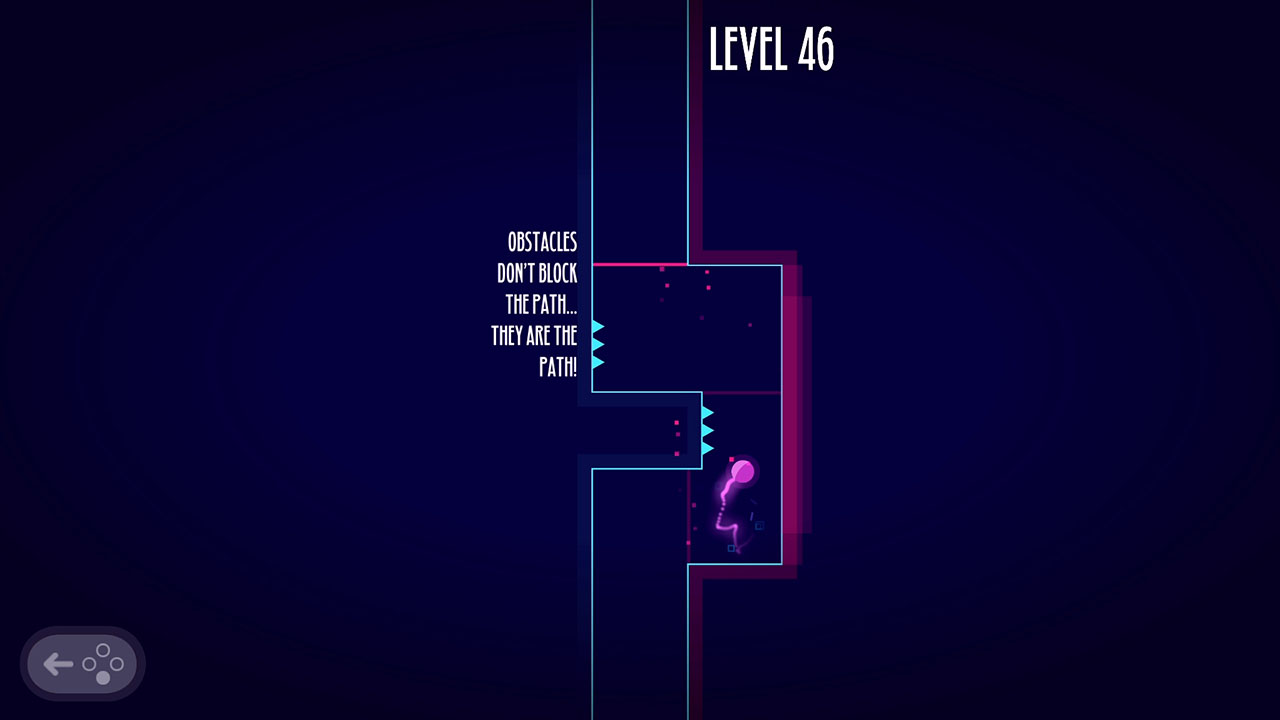 LEVEL 46
OBSTACLES
DON'T BLOCK
THE PATH...
THEY ARE THE
PATH!